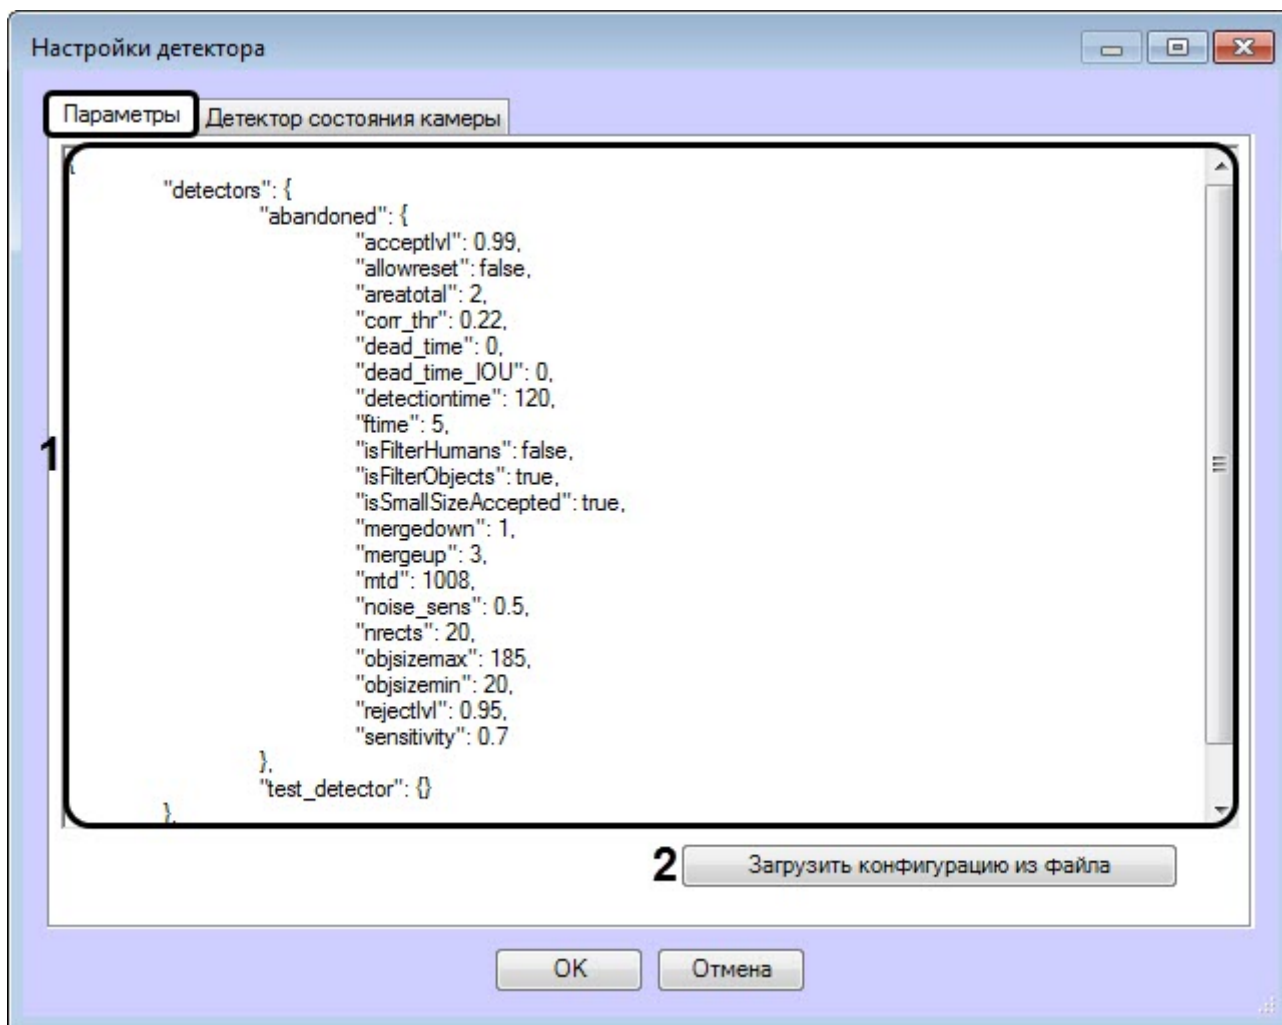 Настройки детектора
Параметры
Детектор состояния камеры
{
"detectors": {
"abandoned": {
"acceptlvl": 0.99,
"allowreset": false,
"areatotal": 2,
"corr_thr": 0.22,
"dead_time": 0,
"dead_time_IOU": 0,
"detectiontime": 120,
"ftime": 5,
"isFilterHumans": false,
"isFilterObjects": true,
"isSmallSizeAccepted": true,
"mergedown": 1,
"mergeup": 3,
"mtd": 1008,
"noise_sens": 0.5,
"nrects": 20,
"objsizemax": 185,
"objsizemin": 20,
"rejectlvl": 0.95,
"sensitivity": 0.7
},
"test_detector": {}
},
1
2
Загрузить конфигурацию из файла
OK
Отмена